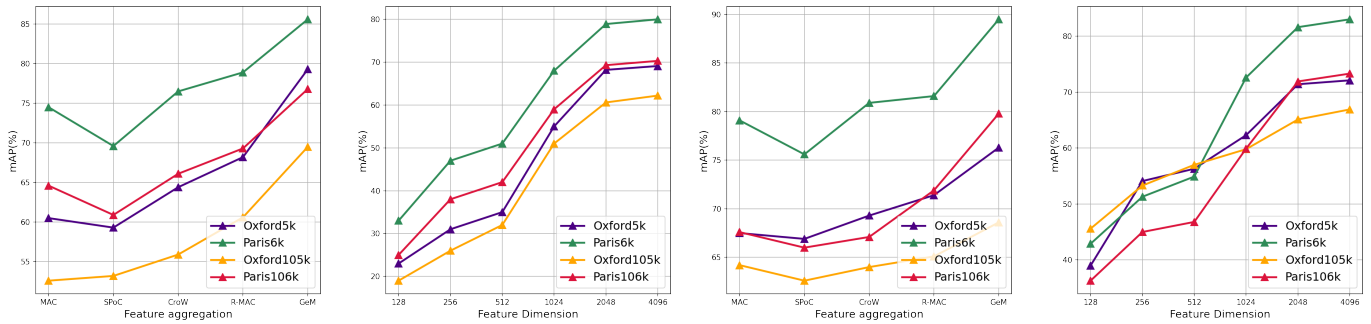 mAP(%)
85
80
75
70
65
60
55
MAC SPoC CroW R-MAC GeM
Feature aggregation
Oxford5k
Paris6k
Oxford105k
Paris106k
mAP(%)
80
70
60
50
40
30
20
128 256 512 1024 2048 4096
Feature Dimension
Oxford5k
Paris6k
Oxford105k
Paris106k
mAP(%)
90
85
80
75
70
65
MAC SPoC CroW R-MAC GeM
Feature aggregation
Oxford5k
Paris6k
Oxford105k
Paris106k
mAP(%)
80
70
60
50
40
128 256 512 1024 2048 4096
Feature Dimension
Oxford5k
Paris6k
Oxford105k
Paris106k